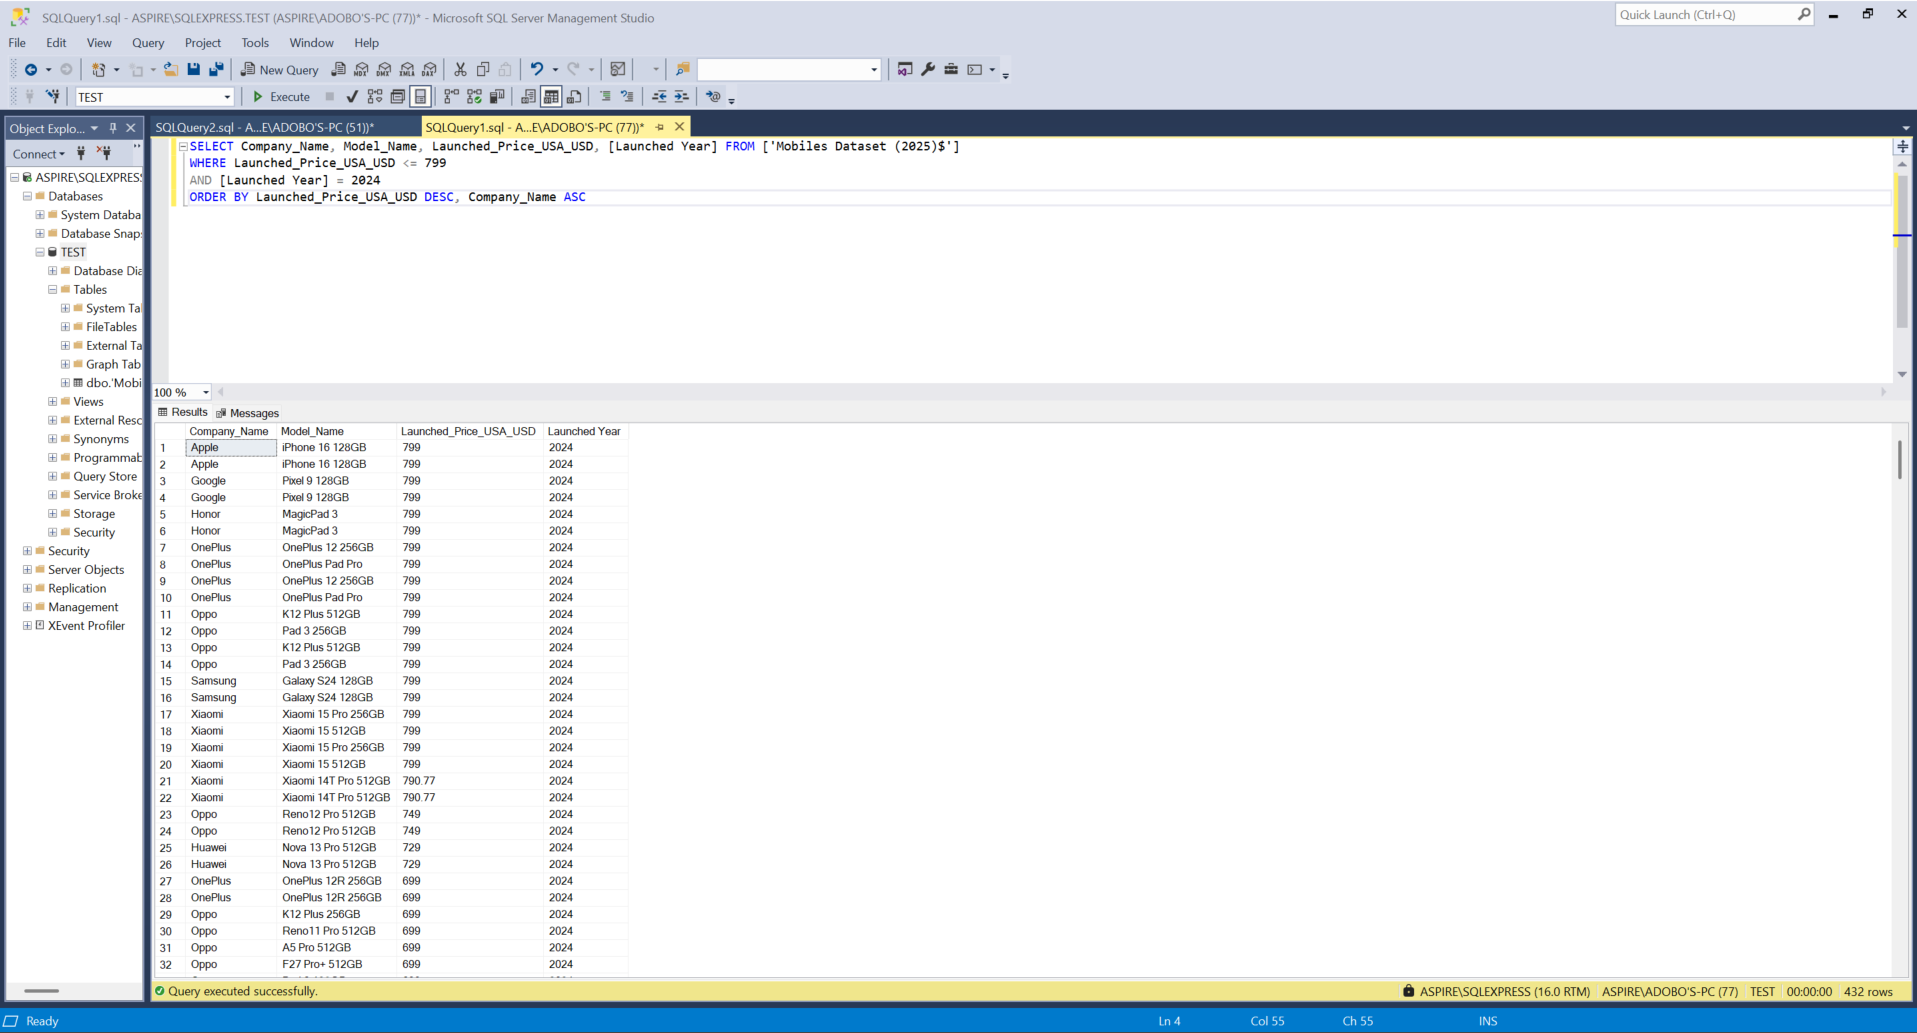 SQLQuery1.sql - ASPIRE\SQLEXPRESS.TEST (ASPIRE\ADOBO'S-PC (77))* - Microsoft SQL Server Management Studio
Quick Launch (Ctrl+Q)
File Edit View Query Project Tools Window Help
New Query MDX DMX XMLA DAX
TEST Execute
Object Explo...
SQLQuery2.sql - A...E\ADOBO'S-PC (51))* SQLQuery1.sql - A...E\ADOBO'S-PC (77))*
Connect
ASPIRE\SQLEXPRES
Databases
System Databa
Database Snap
TEST
Database Dia
Tables
System Ta
FileTables
External Ta
Graph Tab
dbo.'Mobi
Views
External Resc
Synonyms
Programmab
Query Store
Service Broke
Storage
Security
Security
Server Objects
Replication
Management
XEvent Profiler
SELECT Company_Name, Model_Name, Launched_Price_USA_USD, [Launched Year] FROM ['Mobiles Dataset (2025)$']
WHERE Launched_Price_USA_USD <= 799
AND [Launched Year] = 2024
ORDER BY Launched_Price_USA_USD DESC, Company_Name ASC
100 %
Results Messages
Company_Name Model_Name Launched_Price_USA_USD Launched Year
1 Apple iPhone 16 128GB 799 2024
2 Apple iPhone 16 128GB 799 2024
3 Google Pixel 9 128GB 799 2024
4 Google Pixel 9 128GB 799 2024
5 Honor MagicPad 3 799 2024
6 Honor MagicPad 3 799 2024
7 OnePlus OnePlus 12 256GB 799 2024
8 OnePlus OnePlus Pad Pro 799 2024
9 OnePlus OnePlus 12 256GB 799 2024
10 OnePlus OnePlus Pad Pro 799 2024
11 Oppo K12 Plus 512GB 799 2024
12 Oppo Pad 3 256GB 799 2024
13 Oppo K12 Plus 512GB 799 2024
14 Oppo Pad 3 256GB 799 2024
15 Samsung Galaxy S24 128GB 799 2024
16 Samsung Galaxy S24 128GB 799 2024
17 Xiaomi Xiaomi 15 Pro 256GB 799 2024
18 Xiaomi Xiaomi 15 512GB 799 2024
19 Xiaomi Xiaomi 15 Pro 256GB 799 2024
20 Xiaomi Xiaomi 15 512GB 799 2024
21 Xiaomi Xiaomi 14T Pro 512GB 790.77 2024
22 Xiaomi Xiaomi 14T Pro 512GB 790.77 2024
23 Oppo Reno12 Pro 512GB 749 2024
24 Oppo Reno12 Pro 512GB 749 2024
25 Huawei Nova 13 Pro 512GB 729 2024
26 Huawei Nova 13 Pro 512GB 729 2024
27 OnePlus OnePlus 12R 256GB 699 2024
28 OnePlus OnePlus 12R 256GB 699 2024
29 Oppo K12 Plus 256GB 699 2024
30 Oppo Reno11 Pro 512GB 699 2024
31 Oppo A5 Pro 512GB 699 2024
32 Oppo F27 Pro+ 512GB 699 2024
Query executed successfully. ASPIRE\SQLEXPRESS (16.0 RTM) ASPIRE\ADOBO'S-PC (77) TEST 00:00:00 432 rows
Ready Ln 4 Col 55 Ch 55 INS